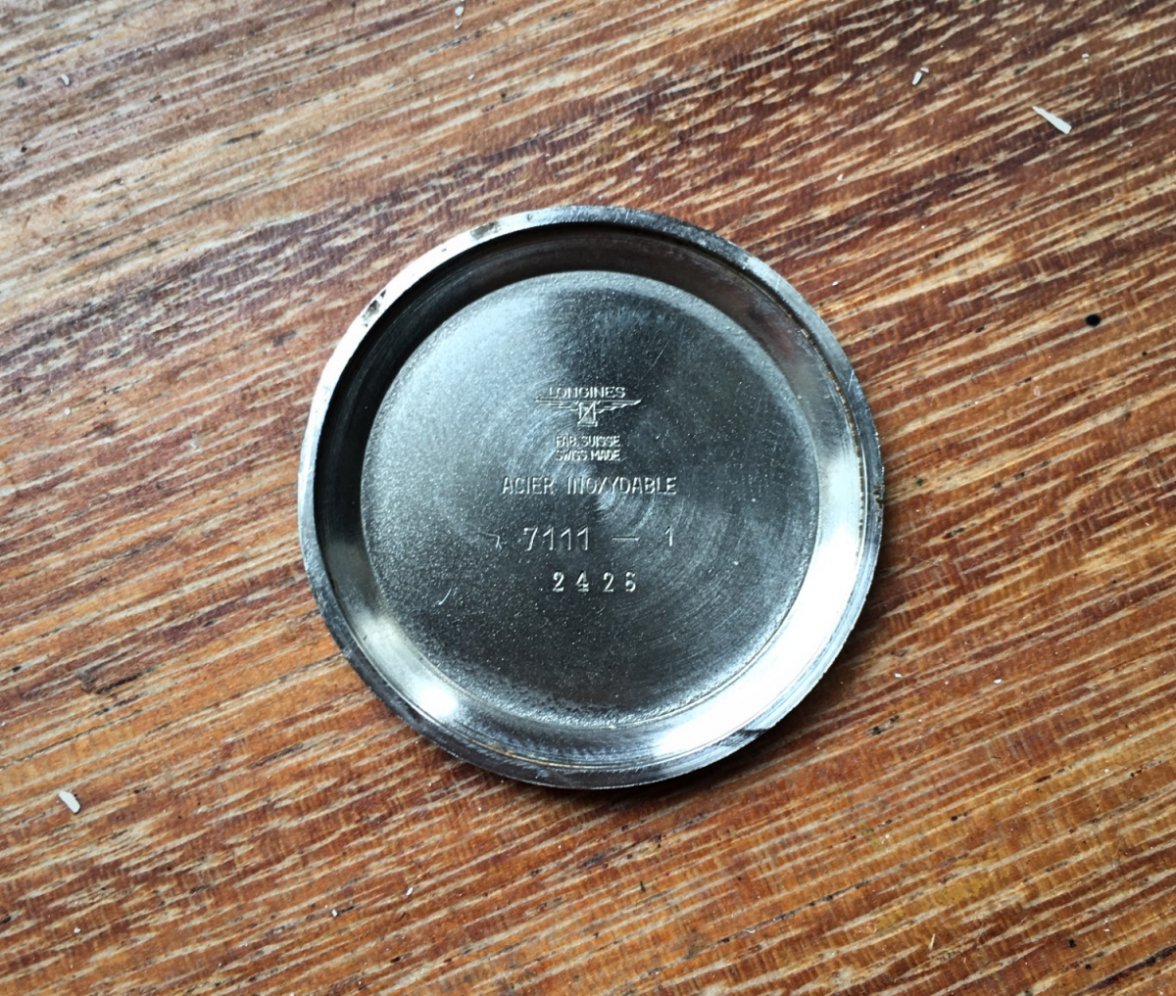 LONGINES
FAB. SUISSE
SWISS MADE
ACIER INOXYDABLE
7111 — 1
2426